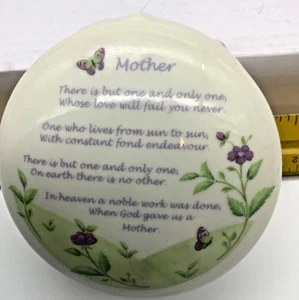 Mother
There is but one and only one,
Whose love will fail you never.
One who lives from sun to sun,
With constant fond endeavour.
There is but one and only one,
On earth there is no other.
In heaven a noble work was done,
When God gave us a
Mother.